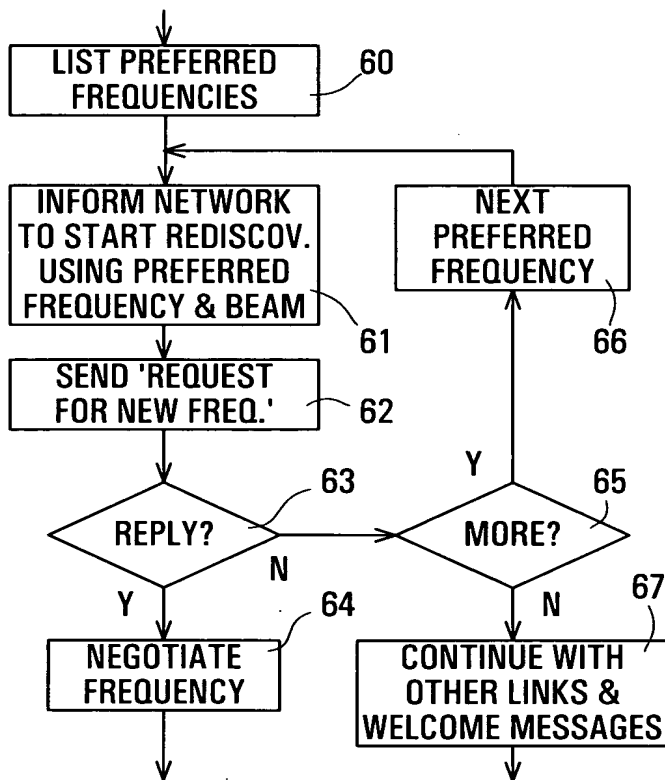 LIST PREFERRED
FREQUENCIES
60
INFORM NETWORK
TO START REDISCOV.
USING PREFERRED
FREQUENCY & BEAM
61
NEXT
PREFERRED
FREQUENCY
66
SEND 'REQUEST
FOR NEW FREQ.'
62
REPLY?
63
N
Y
MORE?
65
Y
N
NEGOTIATE
FREQUENCY
64
CONTINUE WITH
OTHER LINKS &
WELCOME MESSAGES
67